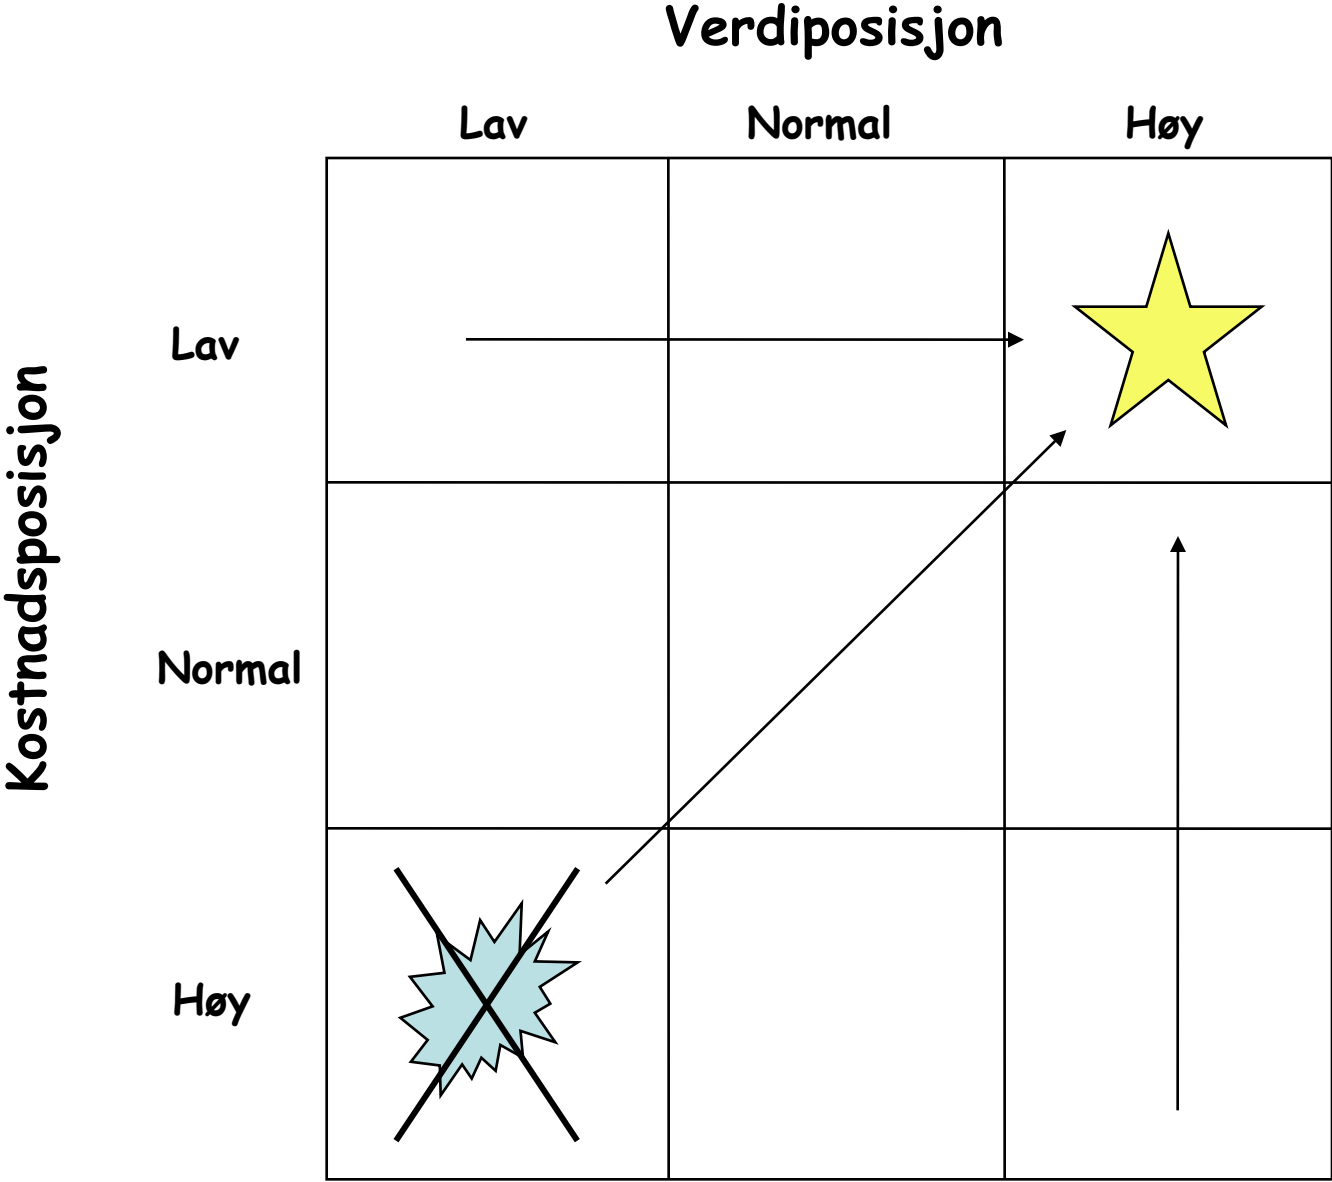 Verdiposisjon
Lav Normal Høy
Kostnadsposisjon
Lav
Normal
Høy